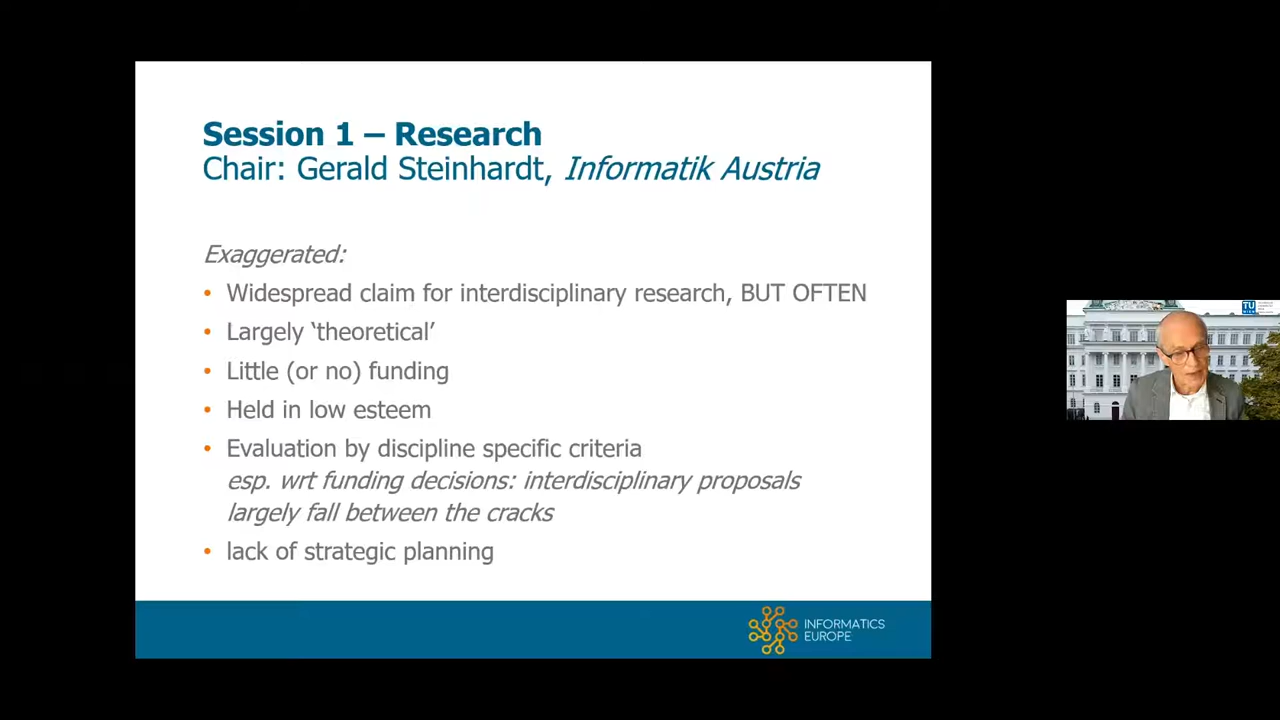 Session 1 – Research
Chair: Gerald Steinhardt, Informatik Austria
Exaggerated:
• Widespread claim for interdisciplinary research, BUT OFTEN
• Largely ‘theoretical’
• Little (or no) funding
• Held in low esteem
• Evaluation by discipline specific criteria
esp. wrt funding decisions: interdisciplinary proposals
largely fall between the cracks
• lack of strategic planning
INFORMATICS
EUROPE
TU